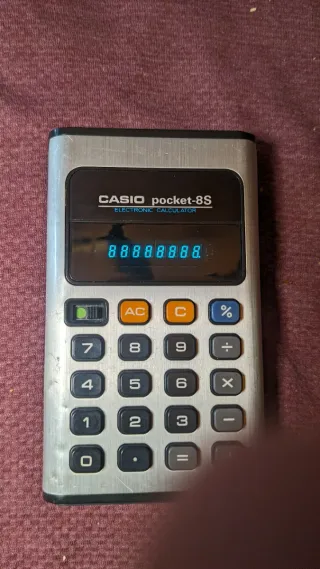 CASIO pocket-8S
ELECTRONIC CALCULATOR
88888888.
AC C %
7 8 9 ÷
4 5 6 ×
1 2 3 −
0 · =